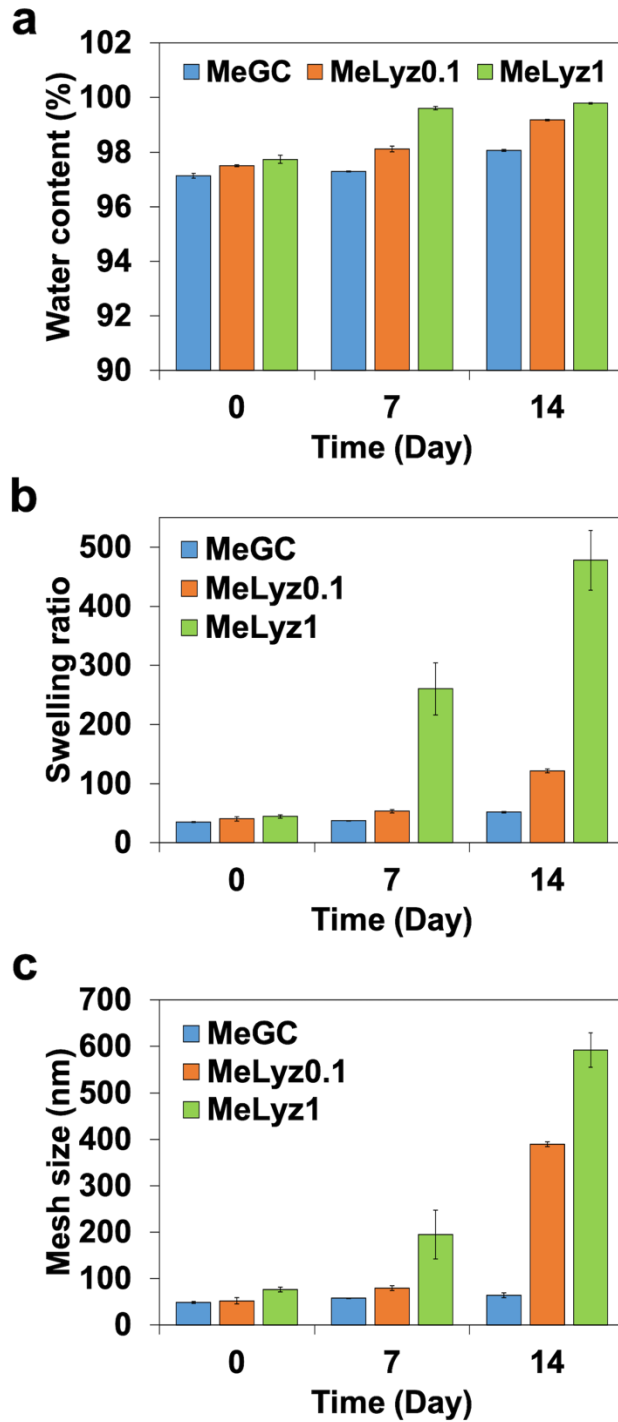 a
102
100
98
96
94
92
90
Water content (%)
MeGC MeLyz0.1 MeLyz1
0 7 14
Time (Day)
b
500
400
300
200
100
0
Swelling ratio
MeGC
MeLyz0.1
MeLyz1
0 7 14
Time (Day)
c
700
600
500
400
300
200
100
0
Mesh size (nm)
MeGC
MeLyz0.1
MeLyz1
0 7 14
Time (Day)